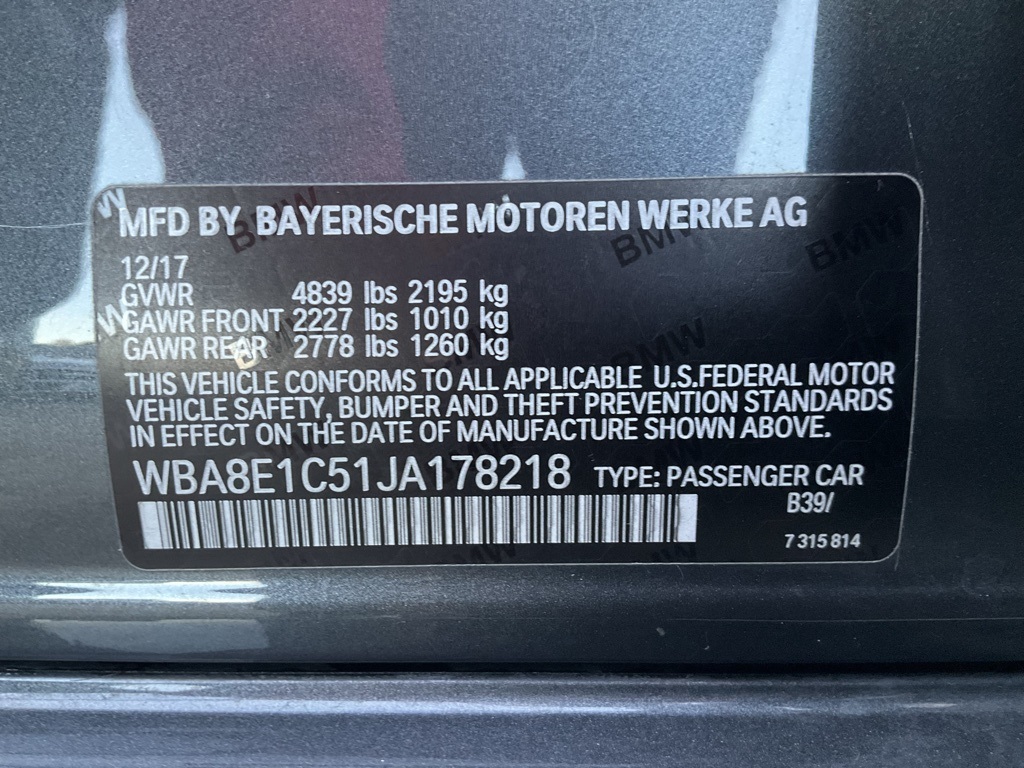 MFD BY BAYERISCHE MOTOREN WERKE AG
12/17
GVWR 4839 lbs 2195 kg
GAWR FRONT 2227 lbs 1010 kg
GAWR REAR 2778 lbs 1260 kg
THIS VEHICLE CONFORMS TO ALL APPLICABLE U.S.FEDERAL MOTOR
VEHICLE SAFETY, BUMPER AND THEFT PREVENTION STANDARDS
IN EFFECT ON THE DATE OF MANUFACTURE SHOWN ABOVE.
WBA8E1C51JA178218 TYPE: PASSENGER CAR
B39/
7 315 814